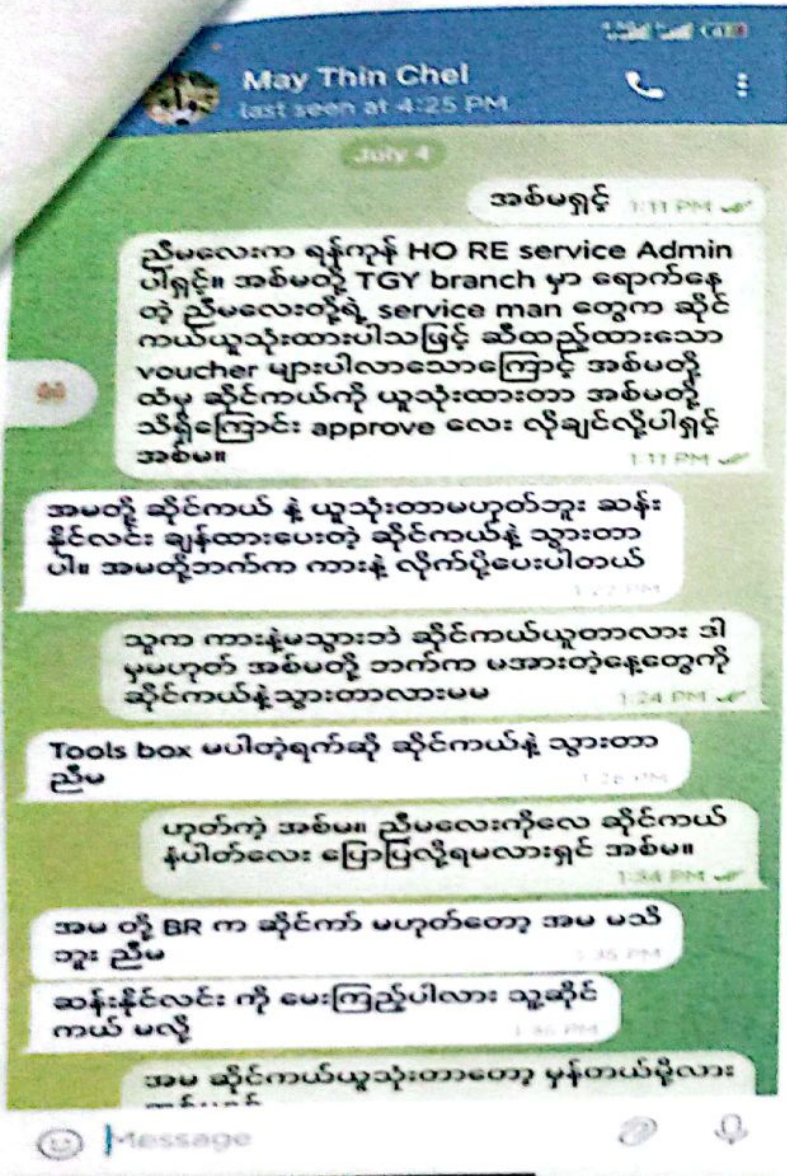 May Thin Chel
last seen at 4:25 PM
July 4
အစ်မရှင့်
1:11 PM
ညီမလေးက ရန်ကုန် HO RE service Admin
ပါရှင့်။ အစ်မတို့ TGY branch မှာ ရောက်နေ
တဲ့ ညီမလေးတို့ရဲ့ service man တွေက ဆိုင်
ကယ်ယူသုံးထားပါသဖြင့် ဆီထည့်ထားသော
voucher များပါလာသောကြောင့် အစ်မတို့
ထံမှ ဆိုင်ကယ်ကို ယူသုံးထားတာ အစ်မတို့
သိရှိကြောင်း approve လေး လိုချင်လို့ပါရှင့်
အစ်မ။
1:11 PM
အမတို့ ဆိုင်ကယ် နဲ့ ယူသုံးတာမဟုတ်ဘူး ဆန်း
နိုင်လင်း ချန်ထားပေးတဲ့ ဆိုင်ကယ်နဲ့ သွားတာ
ပါ။ အမတို့ဘက်က ကားနဲ့ လိုက်ပို့ပေးပါတယ်
1:22 PM
သူက ကားနဲ့မသွားဘဲ ဆိုင်ကယ်ယူတာလား ဒါ
မှမဟုတ် အစ်မတို့ ဘက်က မအားတဲ့နေ့တွေကို
ဆိုင်ကယ်နဲ့သွားတာလားမမ
1:24 PM
Tools box မပါတဲ့ရက်ဆို ဆိုင်ကယ်နဲ့ သွားတာ
ညီမ
ဟုတ်ကဲ့ အစ်မ။ ညီမလေးကိုလေ ဆိုင်ကယ်
နံပါတ်လေး ပြောပြလို့ရမလားရှင် အစ်မ။
1:34 PM
အမ တို့ BR က ဆိုင်ကာ် မဟုတ်တော့ အမ မသိ
ဘူး ညီမ
1:35 PM
ဆန်းနိုင်လင်း ကို မေးကြည့်ပါလား သူ့ဆိုင်
ကယ် မလို့
1:36 PM
အမ ဆိုင်ကယ်ယူသုံးတာတော့ မှန်တယ်မို့လား
Message